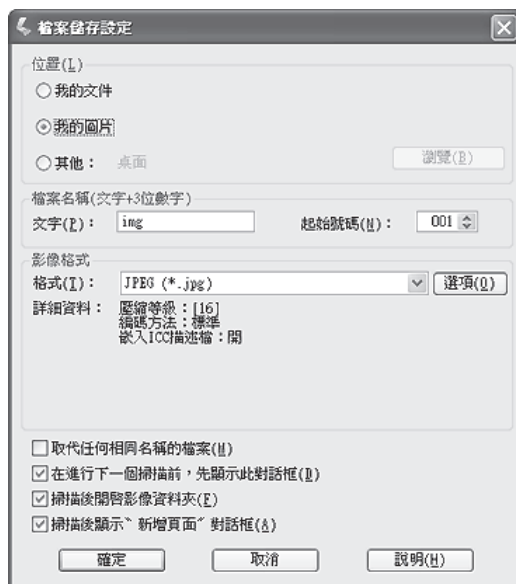 檔案儲存設定
位置(L)
我的文件
我的圖片
其他： 桌面 瀏覽(B)
檔案名稱(文字+3位數字)
文字(P)： img 起始號碼(N)： 001
影像格式
格式(T)： JPEG (*.jpg) 選項(O)
詳細資料： 壓縮等級：[16]
編碼方法：標準
嵌入ICC描述檔：開
取代任何相同名稱的檔案(W)
在進行下一個掃描前，先顯示此對話框(D)
掃描後開啓影像資料夾(F)
掃描後顯示〝新增頁面〞對話框(A)
確定 取消 說明(H)